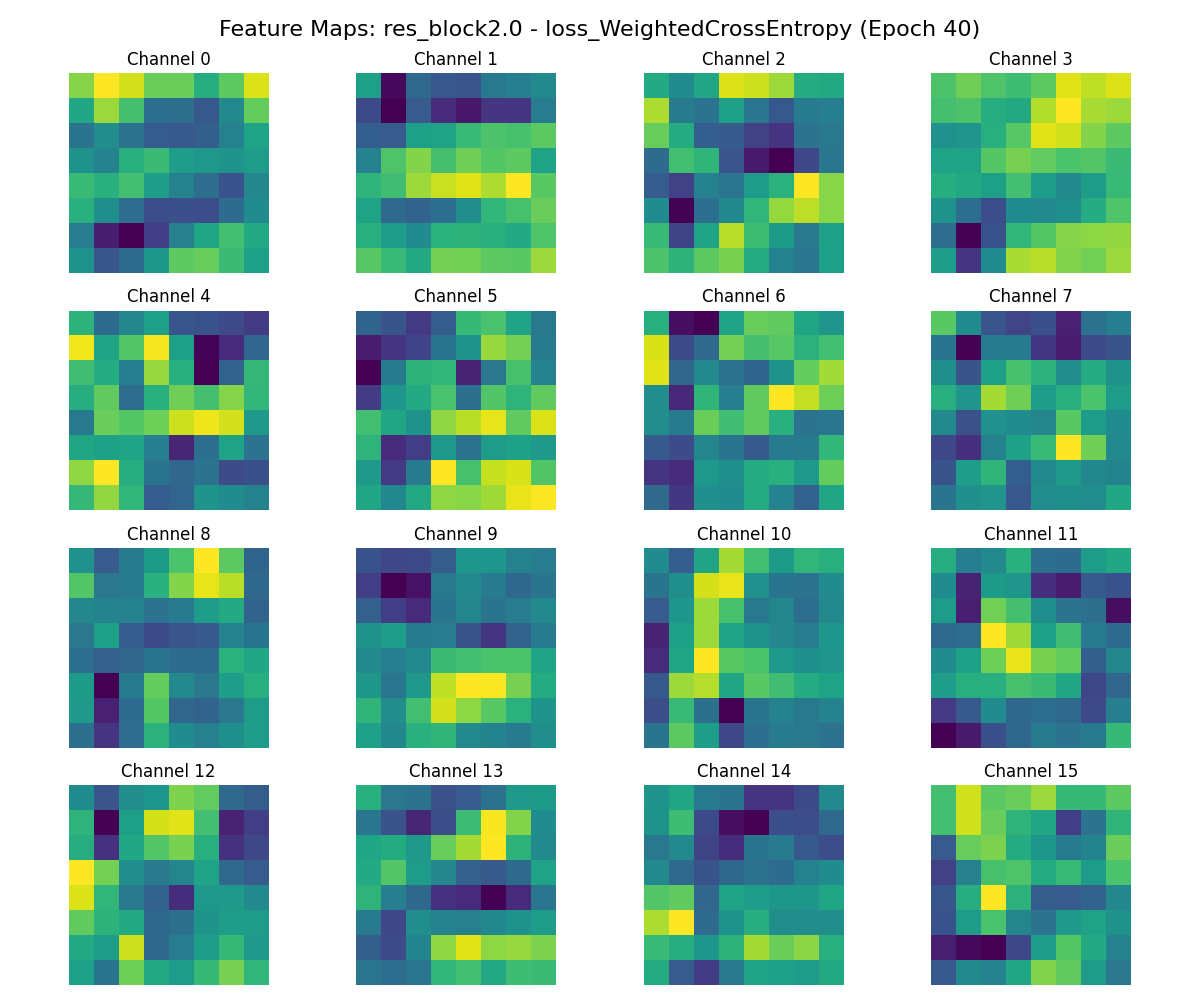 Feature Maps: res_block2.0 - loss_WeightedCrossEntropy (Epoch 40)
Channel 0
Channel 1
Channel 2
Channel 3
Channel 4
Channel 5
Channel 6
Channel 7
Channel 8
Channel 9
Channel 10
Channel 11
Channel 12
Channel 13
Channel 14
Channel 15